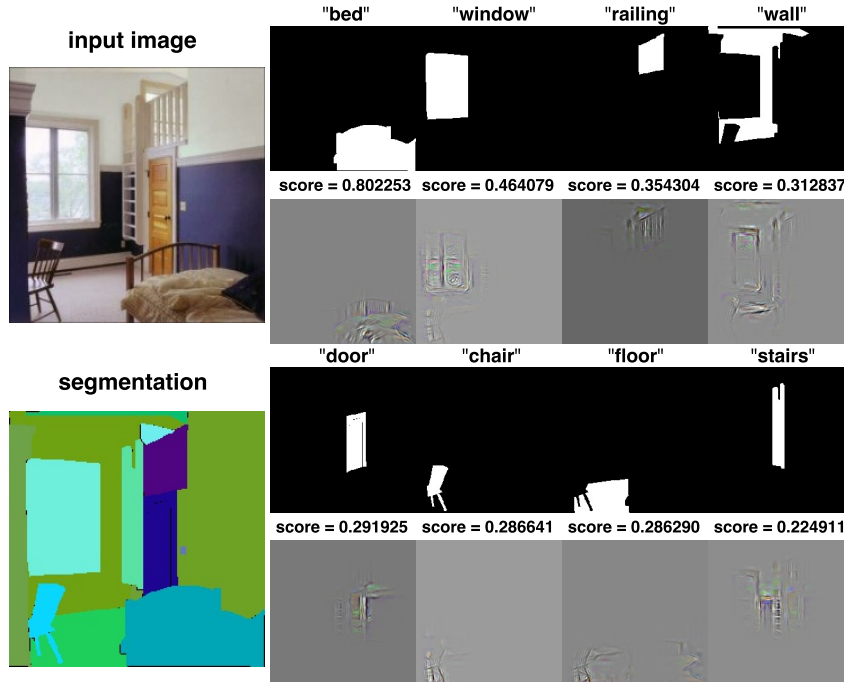 input image
"bed" "window" "railing" "wall"
score = 0.802253 score = 0.464079 score = 0.354304 score = 0.312837
segmentation
"door" "chair" "floor" "stairs"
score = 0.291925 score = 0.286641 score = 0.286290 score = 0.224911